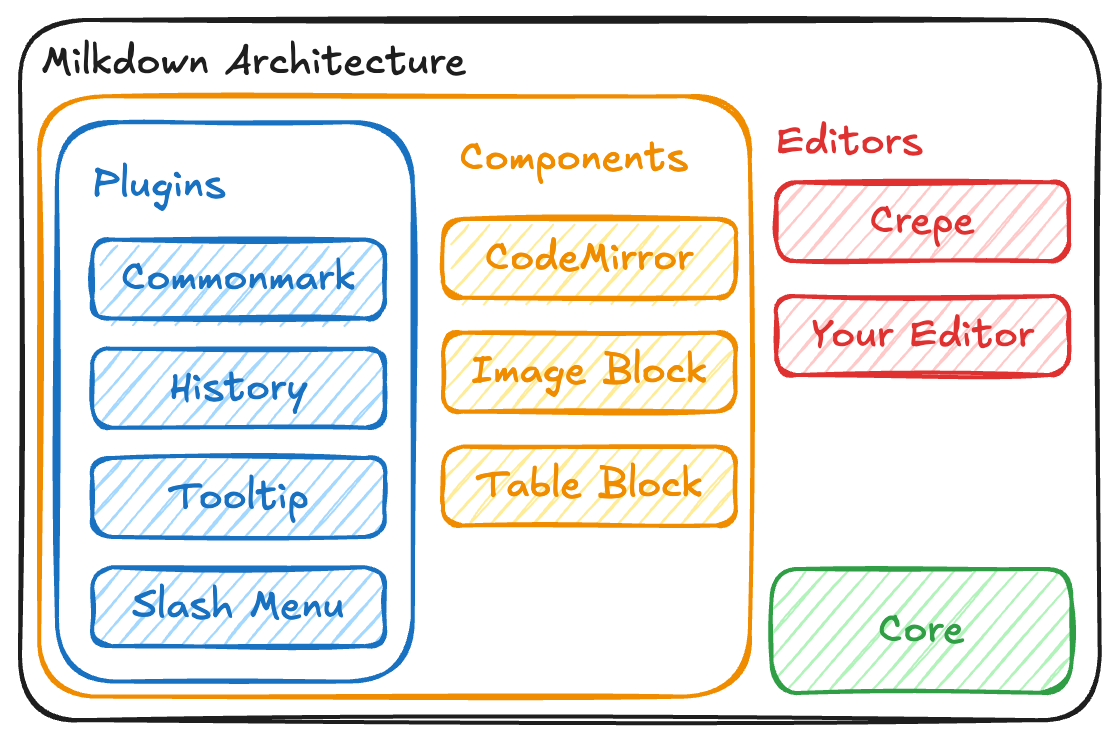 Milkdown Architecture
Plugins
Commonmark
History
Tooltip
Slash Menu
Components
CodeMirror
Image Block
Table Block
Editors
Crepe
Your Editor
Core